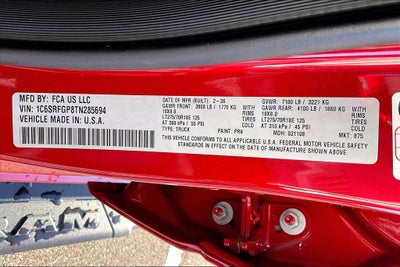 MFD BY: FCA US LLC
VIN: 1C6SRFGP8TN285694
VEHICLE MADE IN U.S.A.
DATE OF MFR (BUILT): 2-26
GAWR FRONT: 3900 LB / 1770 KG
18X8.0 RIMS WITH TIRES
LT275/70R18E 125
AT 380 kPa / 55 PSI COLD
TYPE: TRUCK PAINT: PR4
GVWR: 7100 LB / 3221 KG
GAWR REAR: 4100 LB / 1860 KG WITH TIRES
18X8.0 RIMS
LT275/70R18E 125
AT 310 kPa / 45 PSI COLD
MDH: 021108 MKT: 875
THIS VEHICLE CONFORMS TO ALL APPLICABLE U.S.A. FEDERAL MOTOR VEHICLE
STANDARDS IN EFFECT ON THE DATE OF MANUFACTURE SHOWN ABOVE.
RAM